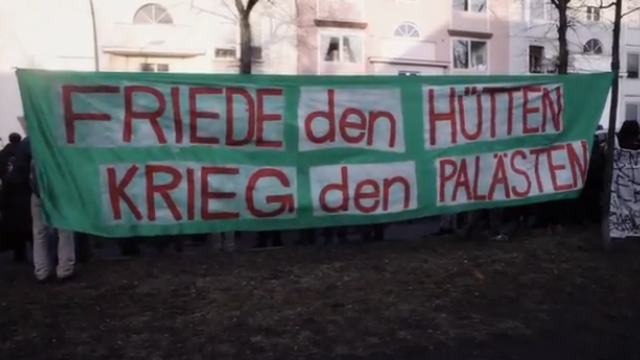 FRIEDE den HÜTTEN
KRIEG den PALÄSTEN